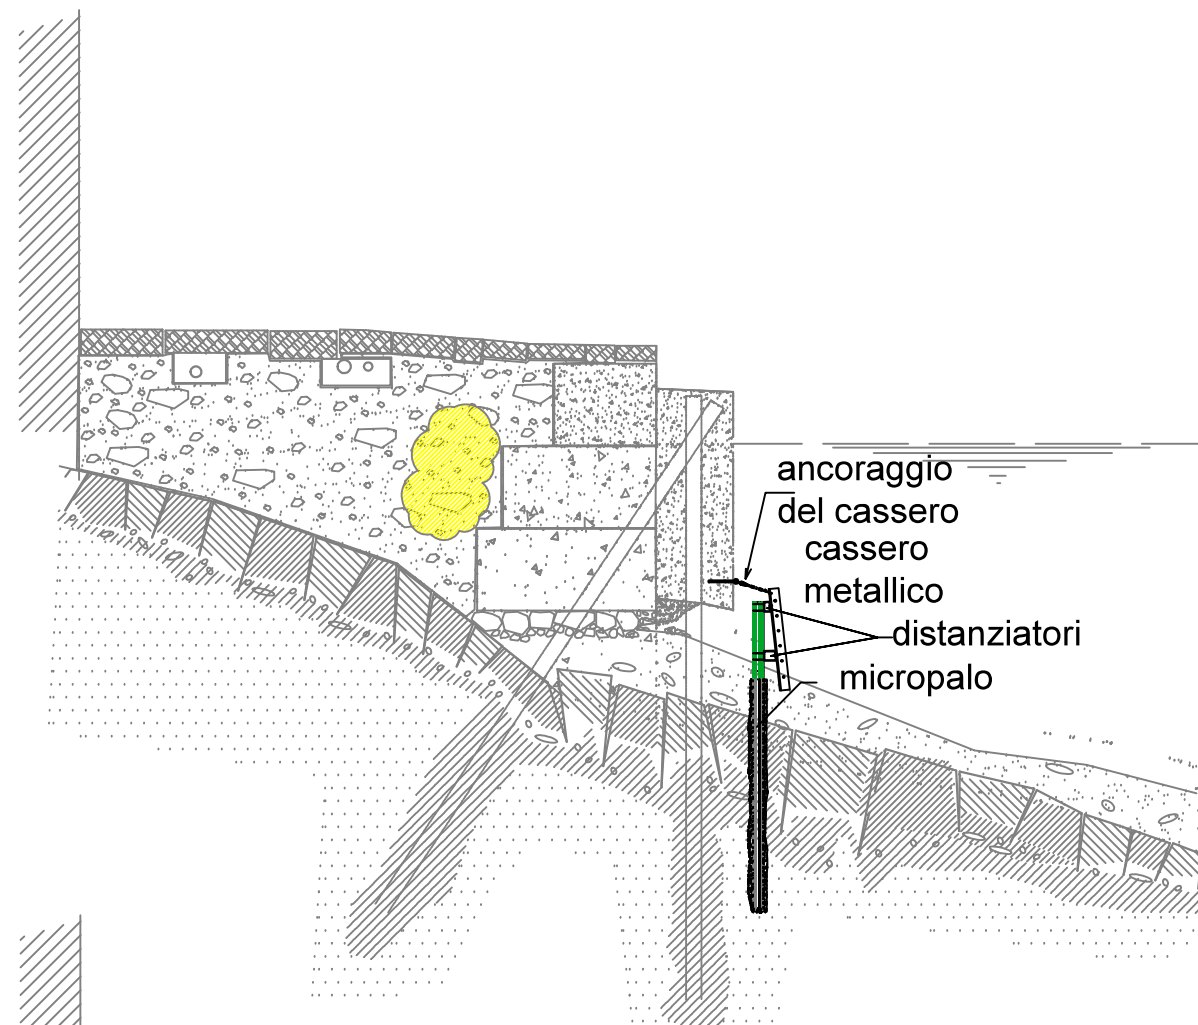 ancoraggio
del cassero
cassero
metallico
distanziatori
micropalo